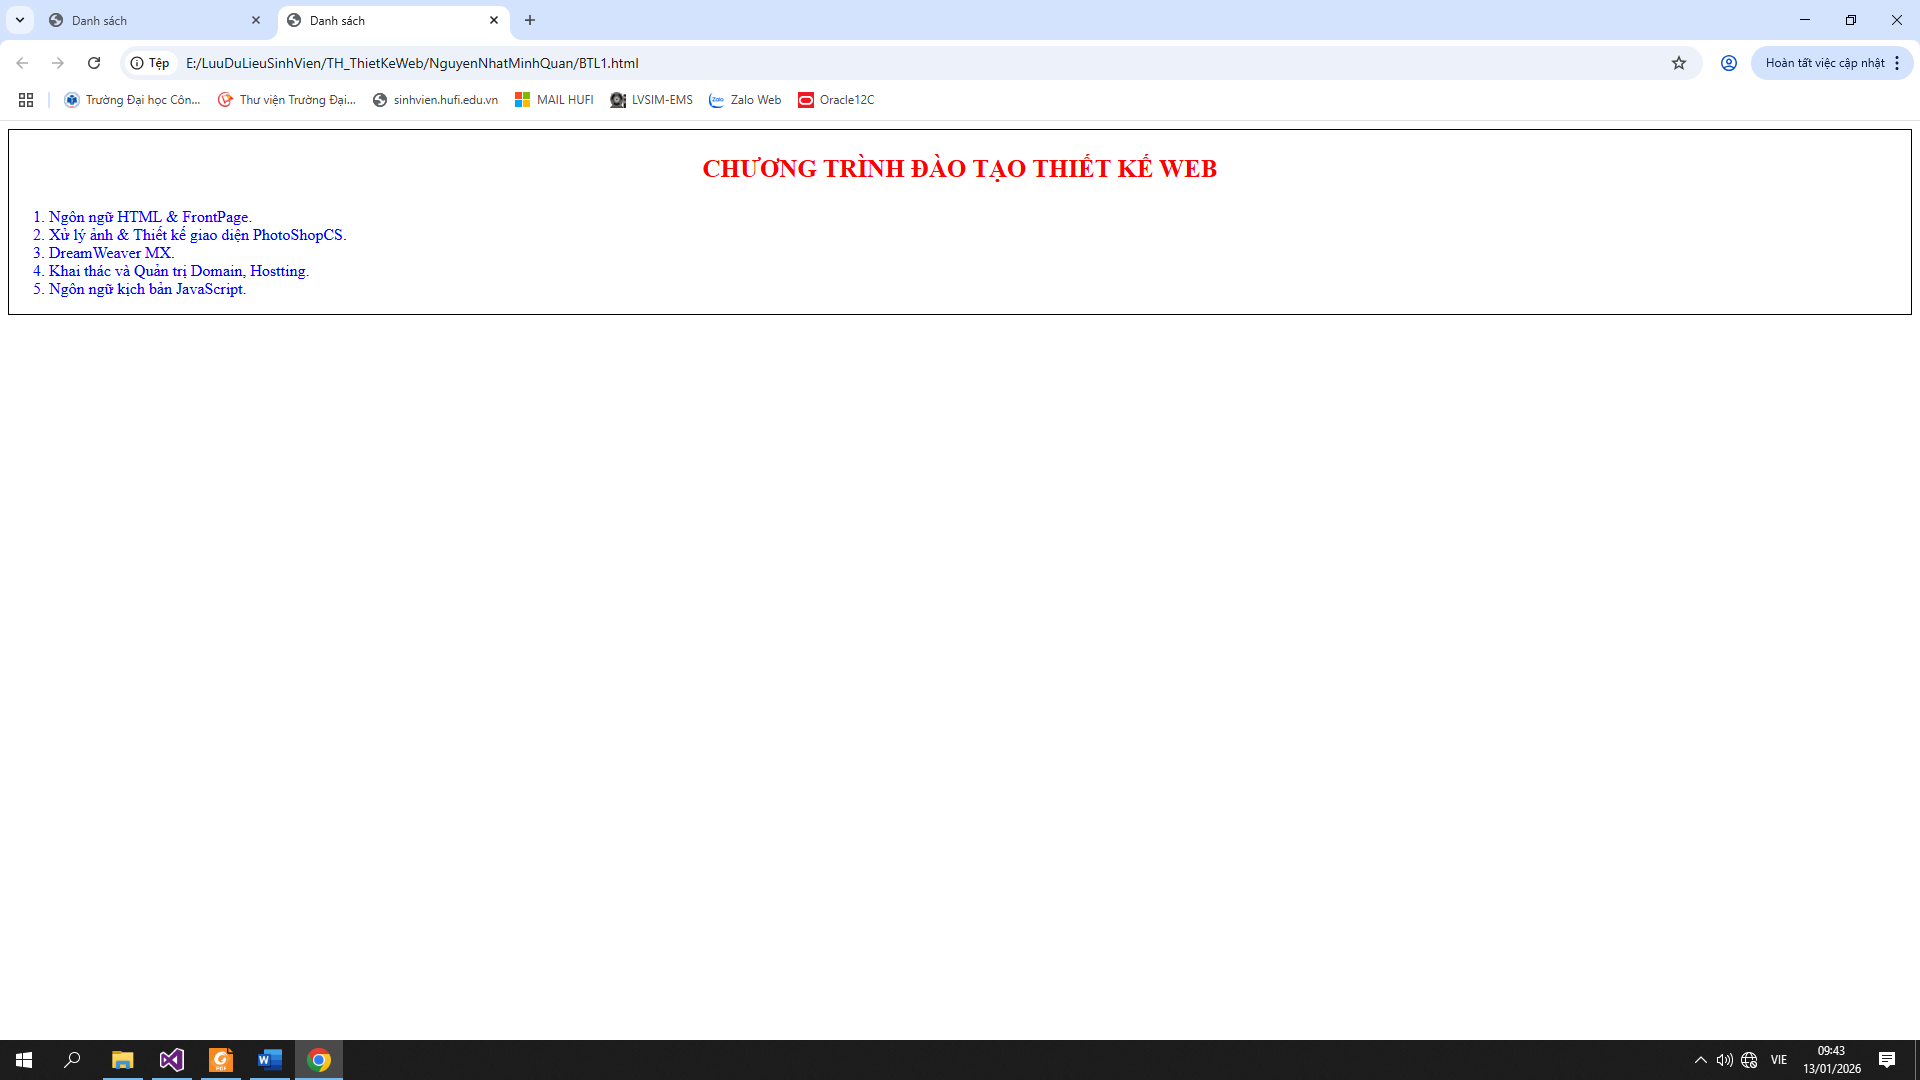 Danh sách
Danh sách
Tệp
E:/LuuDuLieuSinhVien/TH_ThietKeWeb/NguyenNhatMinhQuan/BTL1.html
Hoàn tất việc cập nhật
Trường Đại học Côn...
Thư viện Trường Đại...
sinhvien.hufi.edu.vn
MAIL HUFI
LVSIM-EMS
Zalo Web
Oracle12C
CHƯƠNG TRÌNH ĐÀO TẠO THIẾT KẾ WEB
1. Ngôn ngữ HTML & FrontPage.
2. Xử lý ảnh & Thiết kế giao diện PhotoShopCS.
3. DreamWeaver MX.
4. Khai thác và Quản trị Domain, Hostting.
5. Ngôn ngữ kịch bản JavaScript.
VIE
09:43
13/01/2026